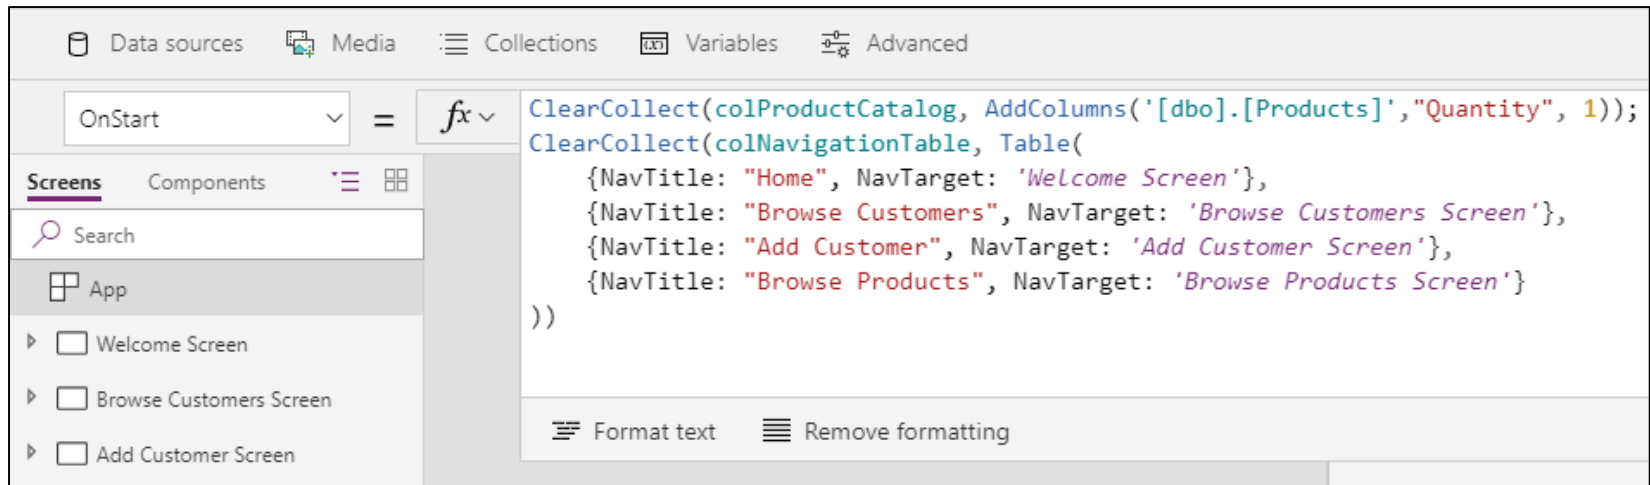 Data sources Media Collections Variables Advanced
OnStart = fx ClearCollect(colProductCatalog, AddColumns('[dbo].[Products]',"Quantity", 1));
ClearCollect(colNavigationTable, Table(
{NavTitle: "Home", NavTarget: 'Welcome Screen'},
{NavTitle: "Browse Customers", NavTarget: 'Browse Customers Screen'},
{NavTitle: "Add Customer", NavTarget: 'Add Customer Screen'},
{NavTitle: "Browse Products", NavTarget: 'Browse Products Screen'}
))
Format text Remove formatting
Screens Components
Search
App
Welcome Screen
Browse Customers Screen
Add Customer Screen